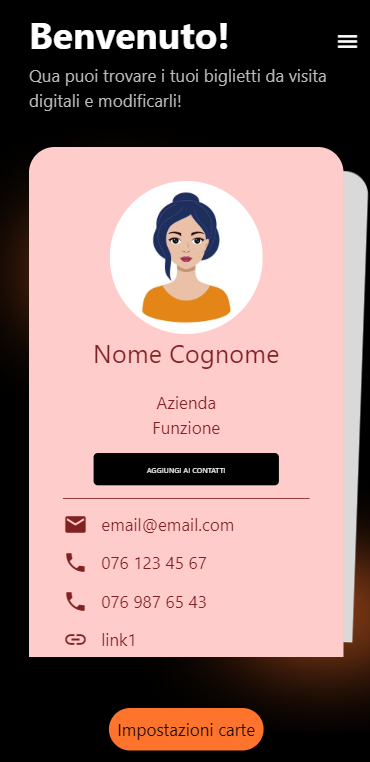 Benvenuto!
Qua puoi trovare i tuoi biglietti da visita
digitali e modificarli!
Nome Cognome
Azienda
Funzione
AGGIUNGI AI CONTATTI
email@email.com
076 123 45 67
076 987 65 43
link1
Impostazioni carte